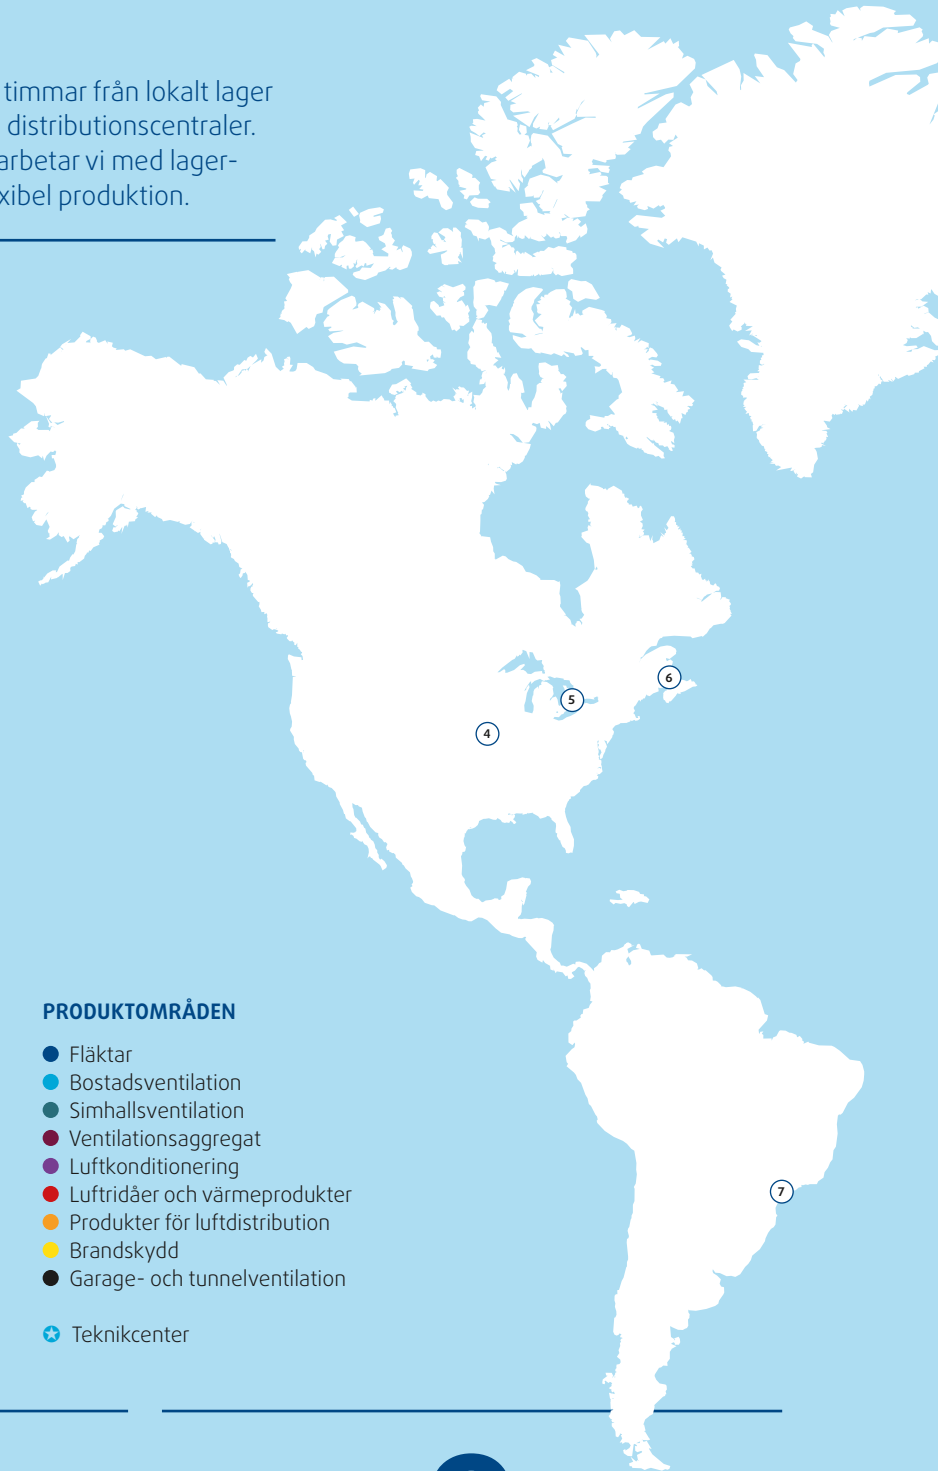 timmar från lokalt lager
distributionscentraler.
arbetar vi med lager-
xibel produktion.
6
5
4
PRODUKTOMRÅDEN
Fläktar
Bostadsventilation
Simhallsventilation
Ventilationsaggregat
Luftkonditionering
Luftridåer och värmeprodukter
7
Produkter för luftdistribution
Brandskydd
Garage- och tunnelventilation
Teknikcenter